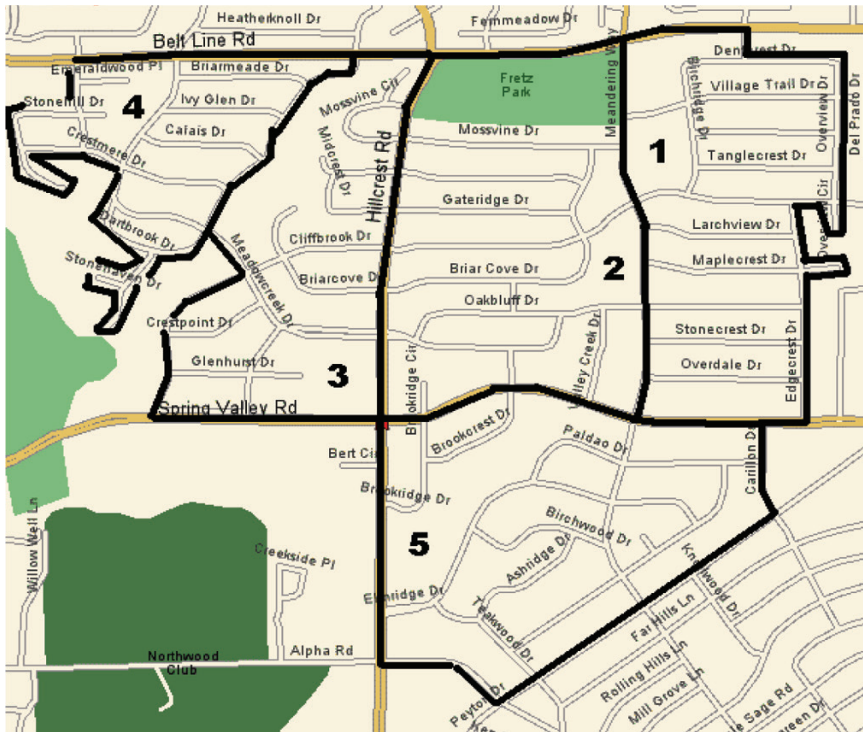 Heatherknoll Dr
Fernmeadow Dr
Belt Line Rd
Meandering Way
Emeraldwood Pl
Briarmeade Dr
Dentcrest Dr
Stonehill Dr
4
Ivy Glen Dr
Mossvine Cir
Fretz
Park
Birchridge Dr
Village Trail Dr
Overview Dr
Del Prado Dr
Calais Dr
Mossvine Dr
1
Crestmere Dr
Midcrest Dr
Hillcrest Rd
Tanglecrest Dr
Gateridge Dr
Dartbrook Dr
Meadowcreek Dr
Cliffbrook Dr
Larchview Dr
Stonehaven Dr
Briarcove Dr
Briar Cove Dr
2
Maplecrest Dr
Oakbluff Dr
Crestpoint Dr
Stonecrest Dr
Edgecrest Dr
Glenhurst Dr
3
Brookridge Cir
Overdale Dr
Spring Valley Rd
Brookcrest Dr
Paldao Dr
Carillon Dr
Bert Cir
Brookridge Dr
Birchwood Dr
5
Willow Well Ln
Creekside Pl
Ashridge Dr
Knollwood Dr
Elmridge Dr
Teakwood Dr
Far Hills Ln
Northwood
Club
Alpha Rd
Rolling Hills Ln
Peyton Dr
Mill Grove Ln
Sage Rd